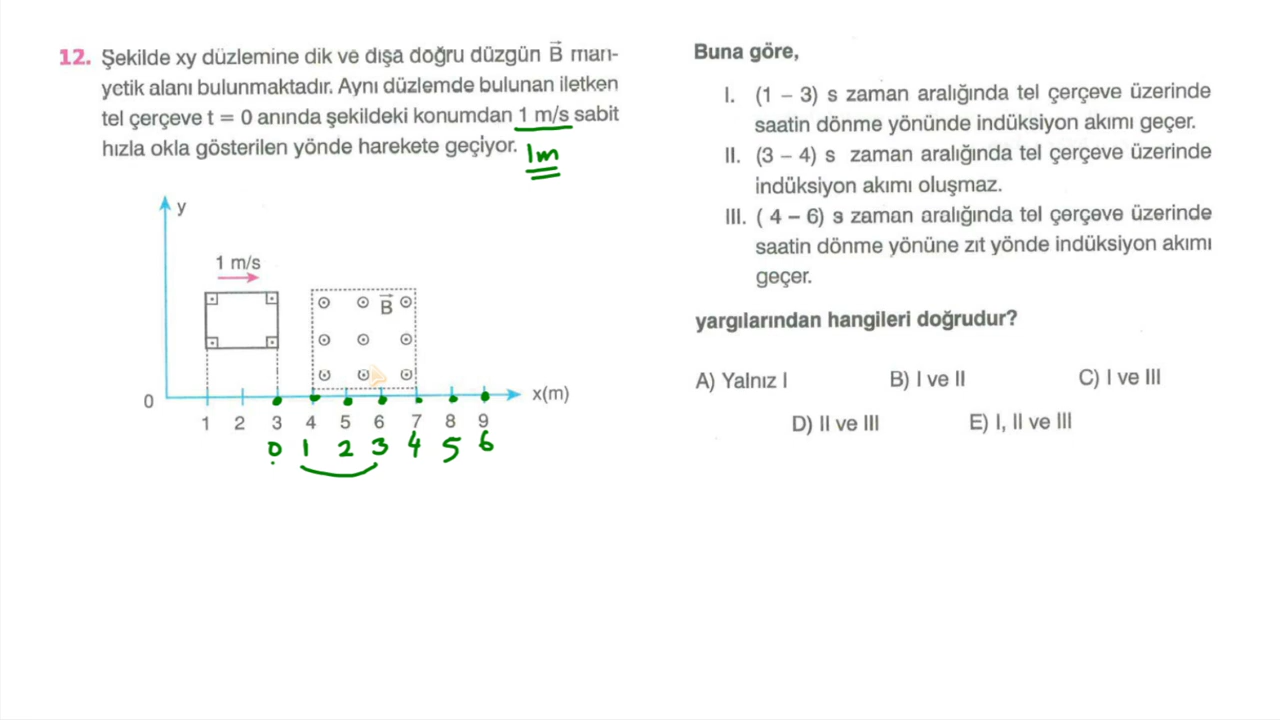 12. Şekilde xy düzlemine dik ve dışa doğru düzgün B man-
yetik alanı bulunmaktadır. Aynı düzlemde bulunan iletken
tel çerçeve t = 0 anında şekildeki konumdan 1 m/s sabit
hızla okla gösterilen yönde harekete geçiyor.
1m
y
1 m/s
B
0
x(m)
1 2 3 4 5 6 7 8 9
0 1 2 3 4 5 6
Buna göre,
I. (1 – 3) s zaman aralığında tel çerçeve üzerinde
saatin dönme yönünde indüksiyon akımı geçer.
II. (3 – 4) s zaman aralığında tel çerçeve üzerinde
indüksiyon akımı oluşmaz.
III. ( 4 – 6) s zaman aralığında tel çerçeve üzerinde
saatin dönme yönüne zıt yönde indüksiyon akımı
geçer.
yargılarından hangileri doğrudur?
A) Yalnız I B) I ve II C) I ve III
D) II ve III E) I, II ve III